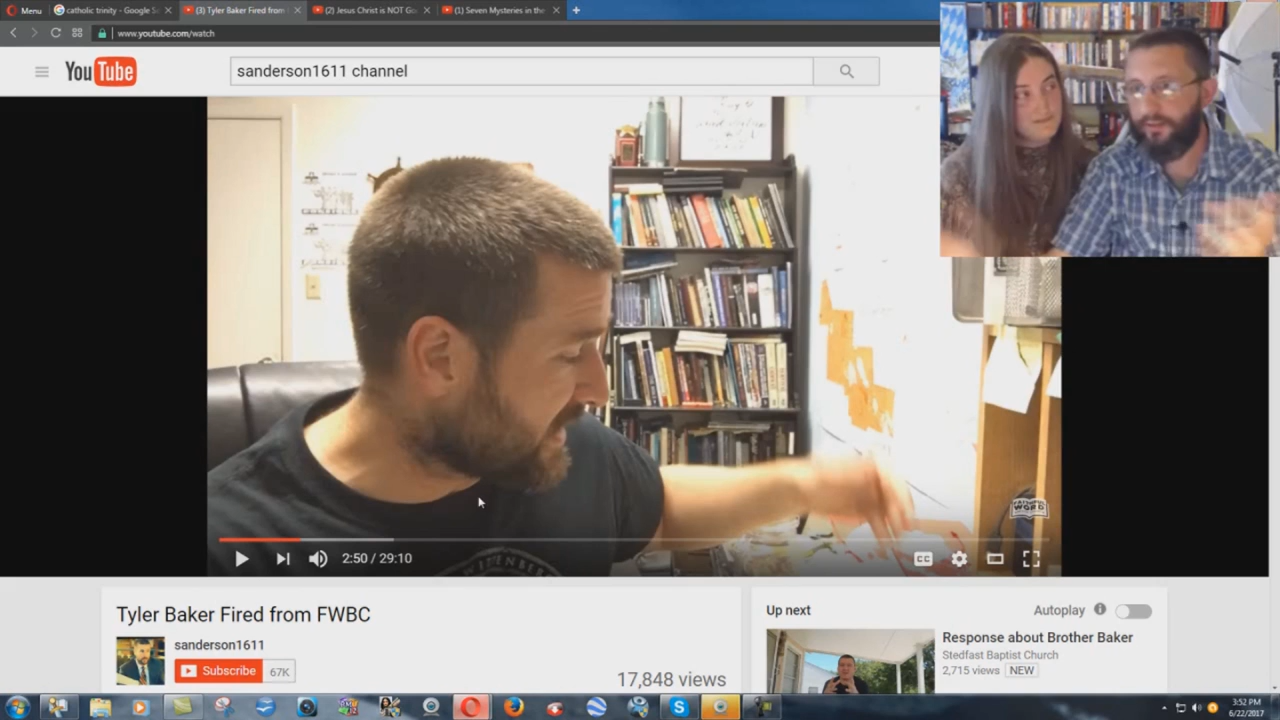 Menu
catholic trinity - Google S
(3) Tyler Baker Fired from
(2) Jesus Christ is NOT Go
(1) Seven Mysteries in the
www.youtube.com/watch
YouTube
sanderson1611 channel
WORD
2:50 / 29:10
CC
Tyler Baker Fired from FWBC
sanderson1611
Subscribe 67K
17,848 views
Up next
Autoplay
Response about Brother Baker
Stedfast Baptist Church
2,715 views NEW
3:52 PM
6/22/2017